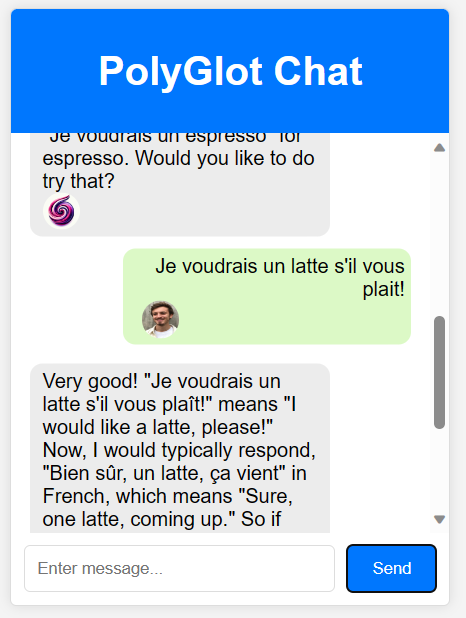 PolyGlot Chat
"Je voudrais un espresso" for
espresso. Would you like to do
try that?
Je voudrais un latte s'il vous
plait!
Very good! "Je voudrais un
latte s'il vous plaît!" means "I
would like a latte, please!"
Now, I would typically respond,
"Bien sûr, un latte, ça vient" in
French, which means "Sure,
one latte, coming up." So if
Enter message...
Send